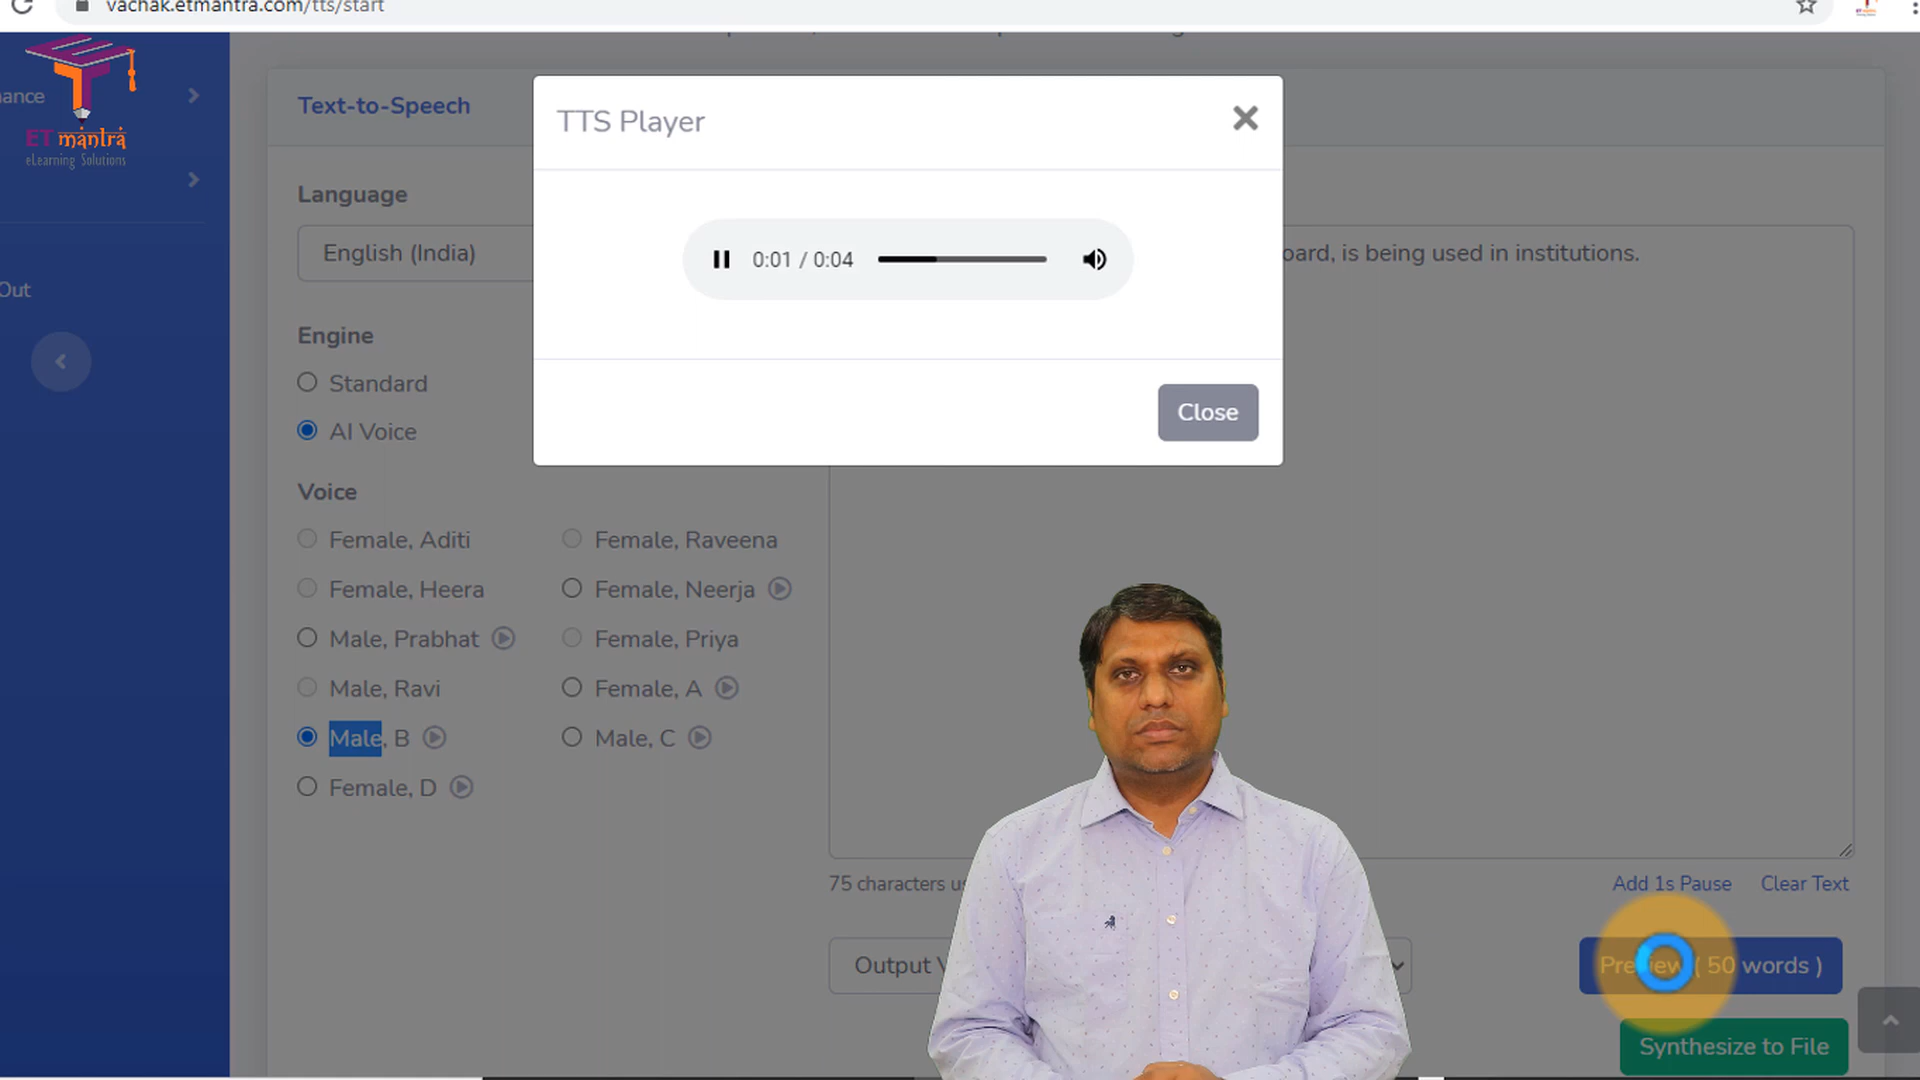 vachak.etmantra.com/tts/start
ance
ET mantra
eLearning Solutions
Out
Text-to-Speech
Language
English (India)
Engine
Standard
AI Voice
Voice
Female, Aditi
Female, Raveena
Female, Heera
Female, Neerja
Male, Prabhat
Female, Priya
Male, Ravi
Female, A
Male, B
Male, C
Female, D
TTS Player
0:01 / 0:04
Close
oard, is being used in institutions.
75 characters u
Add 1s Pause
Clear Text
Output
Preview ( 50 words )
Synthesize to File